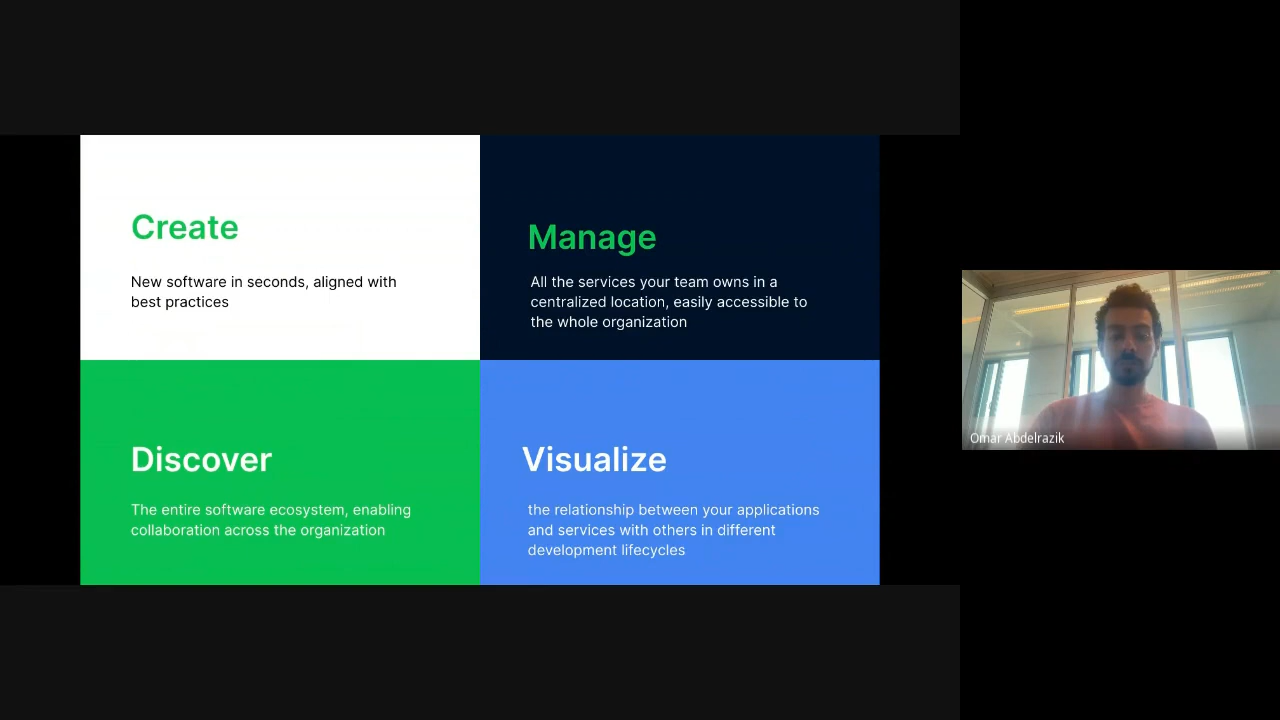 Create
New software in seconds, aligned with
best practices
Manage
All the services your team owns in a
centralized location, easily accessible to
the whole organization
Discover
The entire software ecosystem, enabling
collaboration across the organization
Visualize
the relationship between your applications
and services with others in different
development lifecycles
Omar Abdelrazik